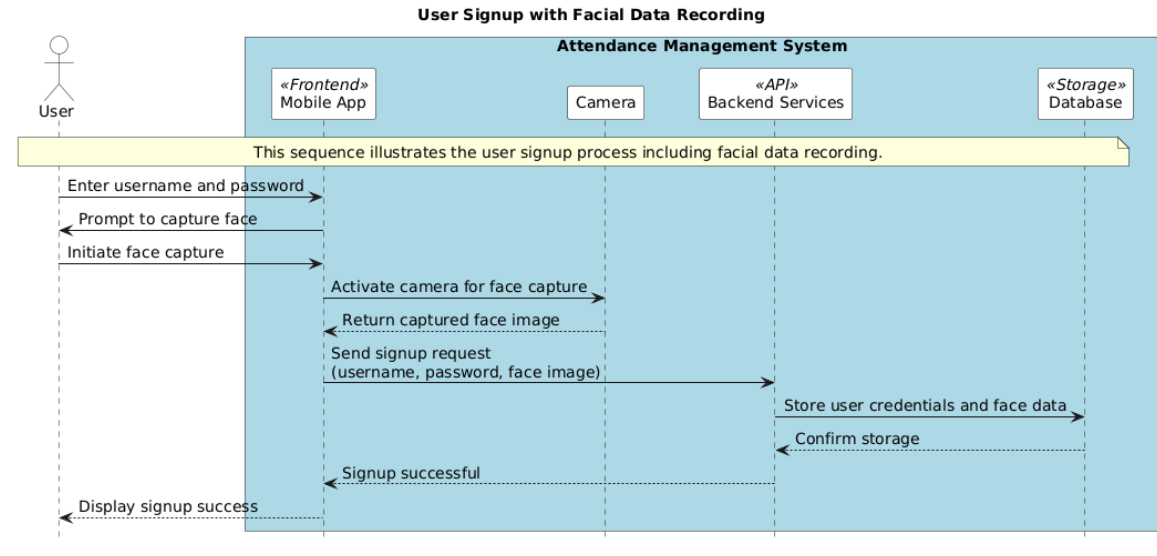 User Signup with Facial Data Recording
Attendance Management System
User
«Frontend»
Mobile App
Camera
«API»
Backend Services
«Storage»
Database
This sequence illustrates the user signup process including facial data recording.
Enter username and password
Prompt to capture face
Initiate face capture
Activate camera for face capture
Return captured face image
Send signup request
(username, password, face image)
Store user credentials and face data
Confirm storage
Signup successful
Display signup success